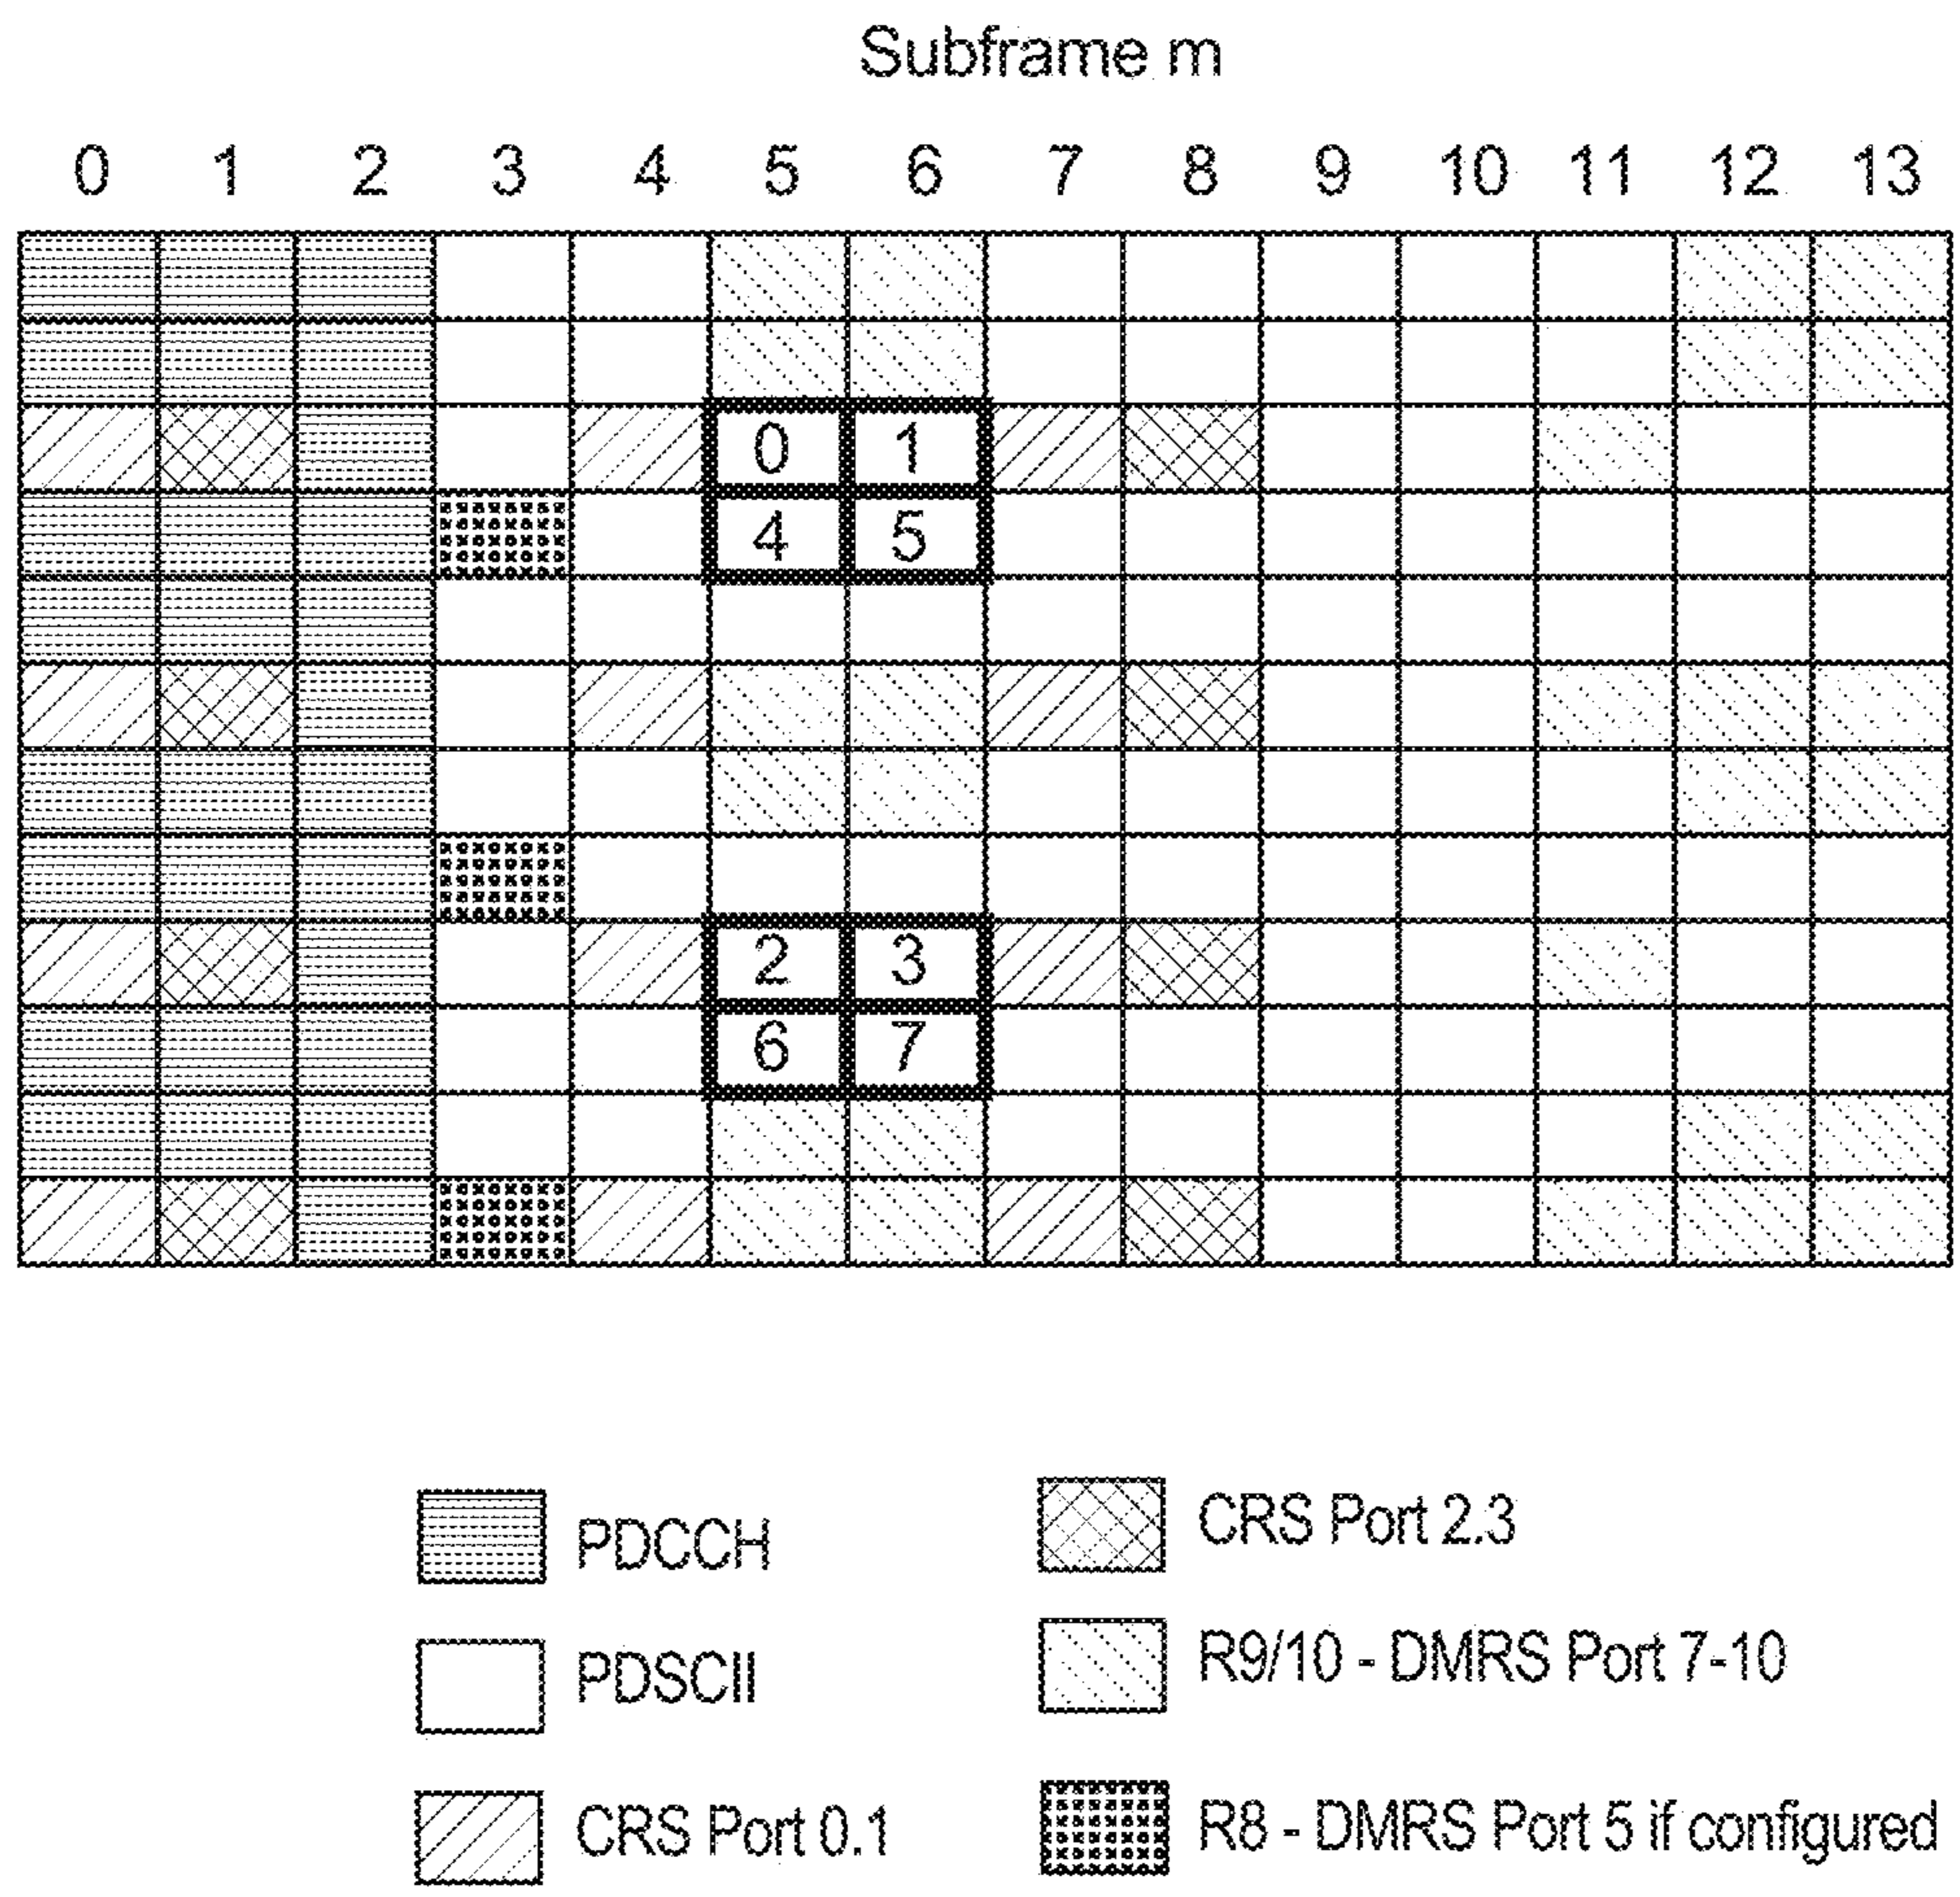 Subframe m
0 1 2 3 4 5 6 7 8 9 10 11 12 13
0 1
4 5
2 3
6 7
PDCCH
CRS Port 2.3
PDSCII
R9/10 - DMRS Port 7-10
CRS Port 0.1
R8 - DMRS Port 5 if configured